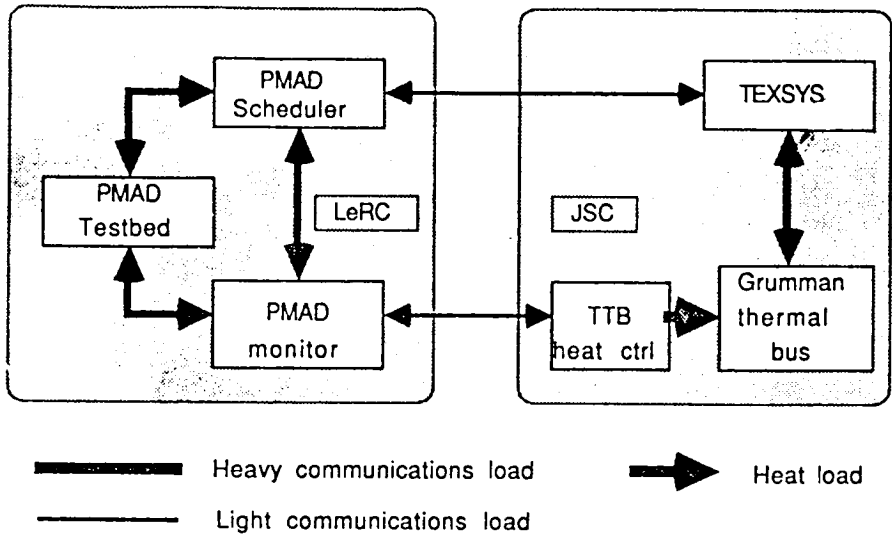 PMAD
Scheduler
TEXSYS
PMAD
Testbed
LeRC
JSC
PMAD
monitor
TTB
heat ctrl
Grumman
thermal
bus
Heavy communications load
Heat load
Light communications load